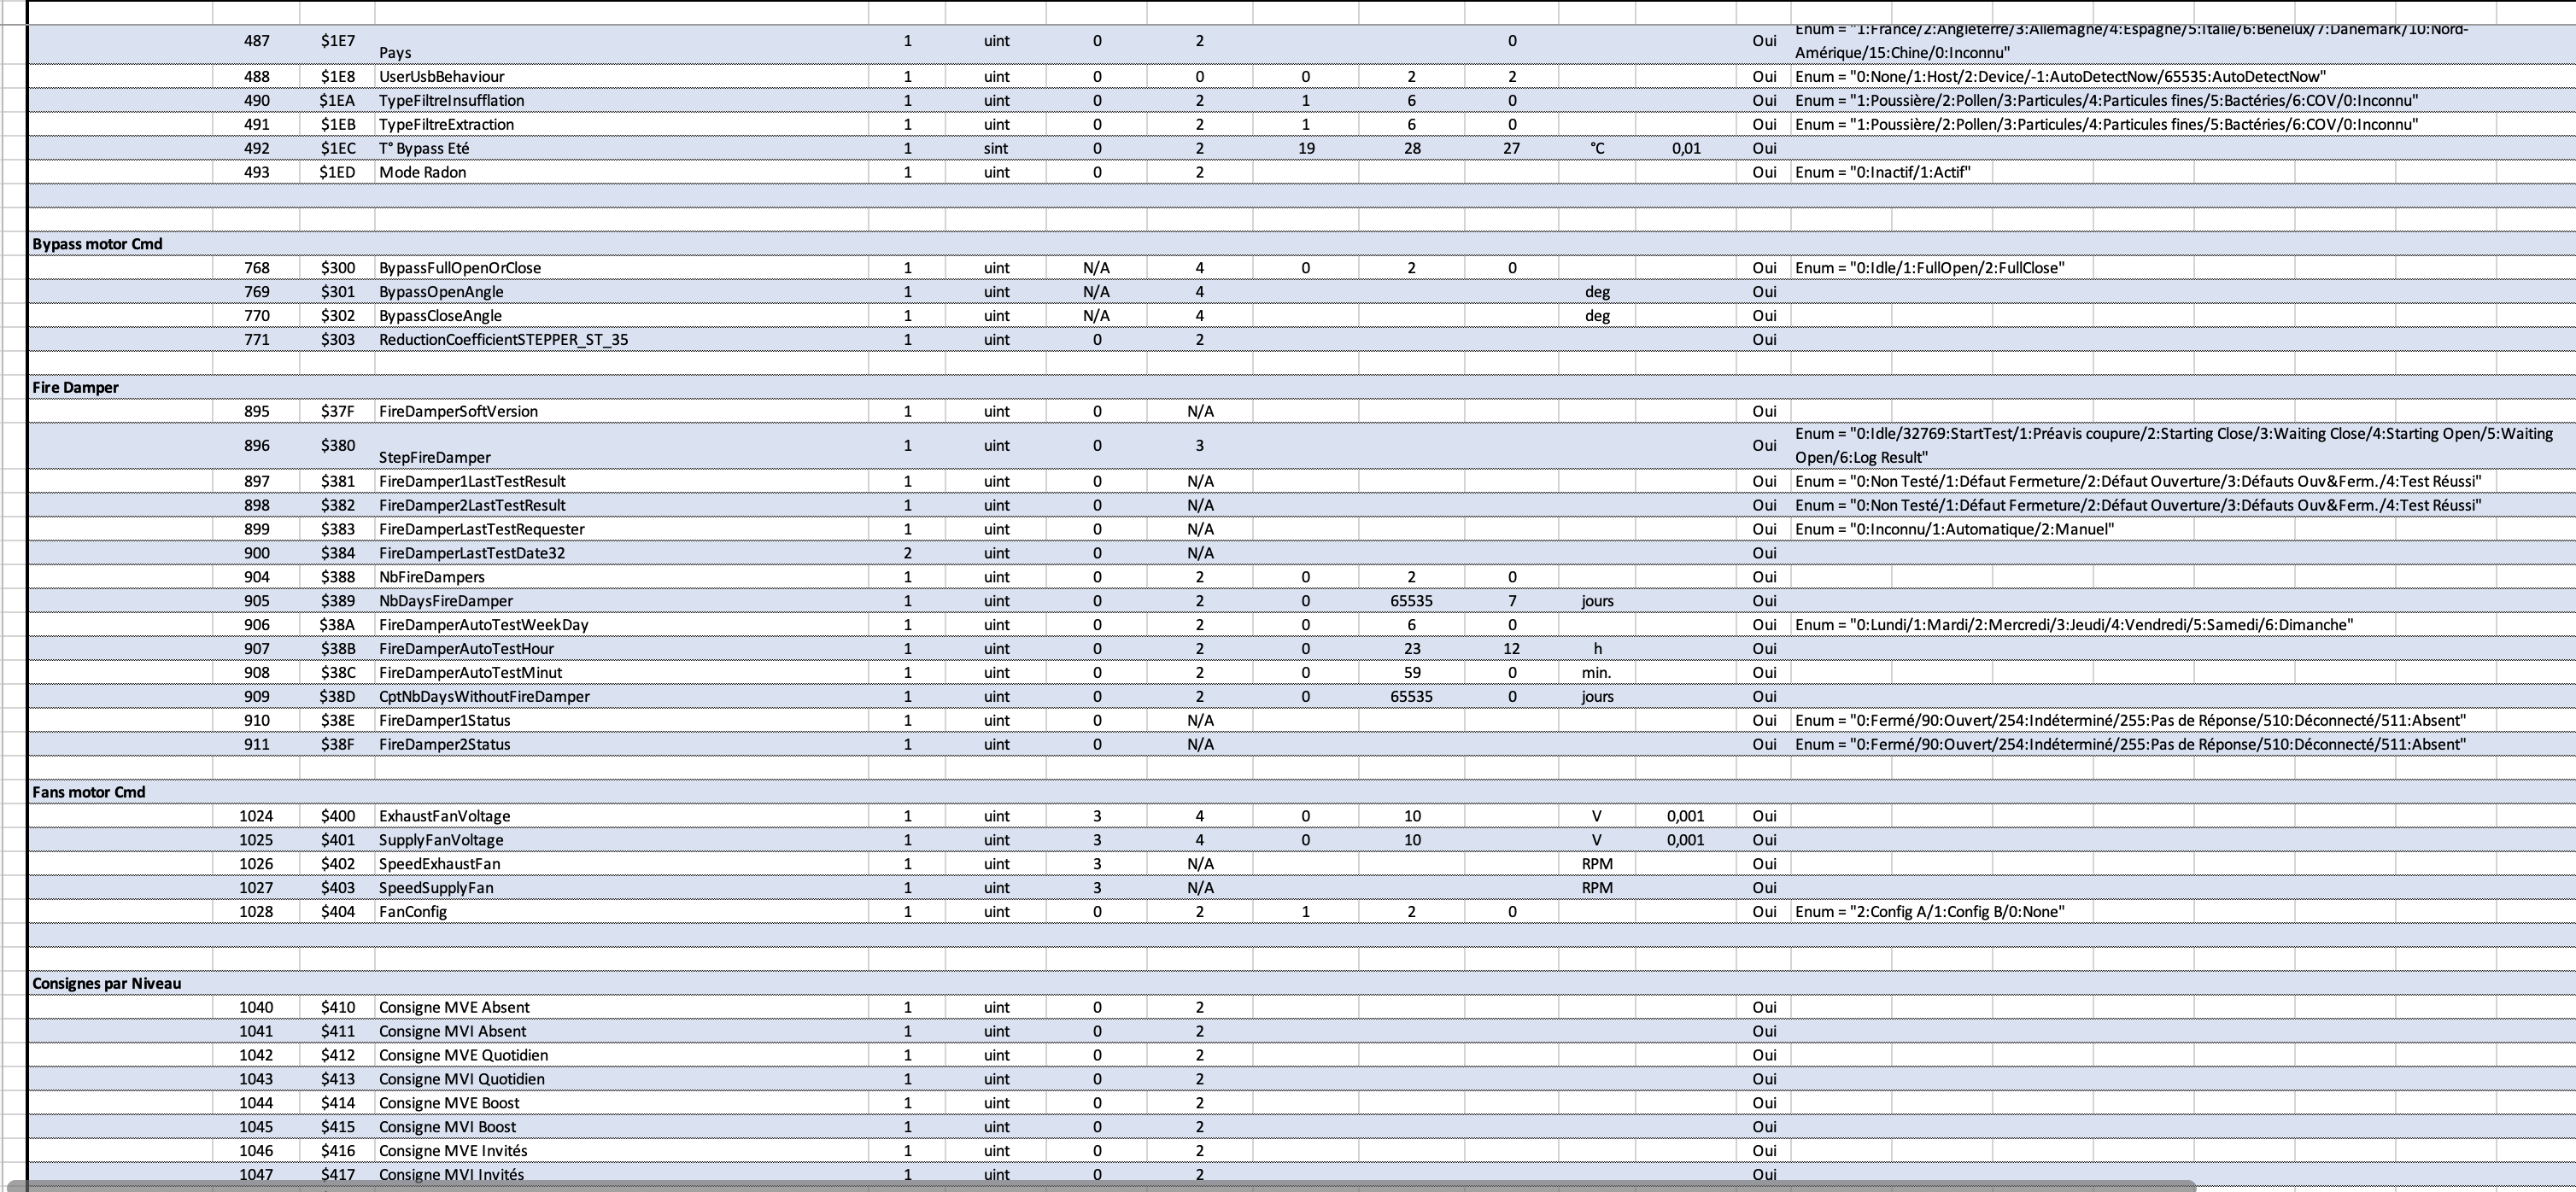 487 $1E7 Pays 1 uint 0 2 0 Oui Enum = "1:France/2:Angleterre/3:Allemagne/4:Espagne/5:Italie/6:Benelux/7:Danemark/10:Nord-
Amérique/15:Chine/0:Inconnu"
488 $1E8 UserUsbBehaviour 1 uint 0 0 0 2 2 Oui Enum = "0:None/1:Host/2:Device/-1:AutoDetectNow/65535:AutoDetectNow"
490 $1EA TypeFiltreInsufflation 1 uint 0 2 1 6 0 Oui Enum = "1:Poussière/2:Pollen/3:Particules/4:Particules fines/5:Bactéries/6:COV/0:Inconnu"
491 $1EB TypeFiltreExtraction 1 uint 0 2 1 6 0 Oui Enum = "1:Poussière/2:Pollen/3:Particules/4:Particules fines/5:Bactéries/6:COV/0:Inconnu"
492 $1EC T° Bypass Eté 1 sint 0 2 19 28 27 °C 0,01 Oui
493 $1ED Mode Radon 1 uint 0 2 Oui Enum = "0:Inactif/1:Actif"
Bypass motor Cmd
768 $300 BypassFullOpenOrClose 1 uint N/A 4 0 2 0 Oui Enum = "0:Idle/1:FullOpen/2:FullClose"
769 $301 BypassOpenAngle 1 uint N/A 4 deg Oui
770 $302 BypassCloseAngle 1 uint N/A 4 deg Oui
771 $303 ReductionCoefficientSTEPPER_ST_35 1 uint 0 2 Oui
Fire Damper
895 $37F FireDamperSoftVersion 1 uint 0 N/A Oui
896 $380 StepFireDamper 1 uint 0 3 Oui Enum = "0:Idle/32769:StartTest/1:Préavis coupure/2:Starting Close/3:Waiting Close/4:Starting Open/5:Waiting
Open/6:Log Result"
897 $381 FireDamper1LastTestResult 1 uint 0 N/A Oui Enum = "0:Non Testé/1:Défaut Fermeture/2:Défaut Ouverture/3:Défauts Ouv&Ferm./4:Test Réussi"
898 $382 FireDamper2LastTestResult 1 uint 0 N/A Oui Enum = "0:Non Testé/1:Défaut Fermeture/2:Défaut Ouverture/3:Défauts Ouv&Ferm./4:Test Réussi"
899 $383 FireDamperLastTestRequester 1 uint 0 N/A Oui Enum = "0:Inconnu/1:Automatique/2:Manuel"
900 $384 FireDamperLastTestDate32 2 uint 0 N/A Oui
904 $388 NbFireDampers 1 uint 0 2 0 2 0 Oui
905 $389 NbDaysFireDamper 1 uint 0 2 0 65535 7 jours Oui
906 $38A FireDamperAutoTestWeekDay 1 uint 0 2 0 6 0 Oui Enum = "0:Lundi/1:Mardi/2:Mercredi/3:Jeudi/4:Vendredi/5:Samedi/6:Dimanche"
907 $38B FireDamperAutoTestHour 1 uint 0 2 0 23 12 h Oui
908 $38C FireDamperAutoTestMinut 1 uint 0 2 0 59 0 min. Oui
909 $38D CptNbDaysWithoutFireDamper 1 uint 0 2 0 65535 0 jours Oui
910 $38E FireDamper1Status 1 uint 0 N/A Oui Enum = "0:Fermé/90:Ouvert/254:Indéterminé/255:Pas de Réponse/510:Déconnecté/511:Absent"
911 $38F FireDamper2Status 1 uint 0 N/A Oui Enum = "0:Fermé/90:Ouvert/254:Indéterminé/255:Pas de Réponse/510:Déconnecté/511:Absent"
Fans motor Cmd
1024 $400 ExhaustFanVoltage 1 uint 3 4 0 10 V 0,001 Oui
1025 $401 SupplyFanVoltage 1 uint 3 4 0 10 V 0,001 Oui
1026 $402 SpeedExhaustFan 1 uint 3 N/A RPM Oui
1027 $403 SpeedSupplyFan 1 uint 3 N/A RPM Oui
1028 $404 FanConfig 1 uint 0 2 1 2 0 Oui Enum = "2:Config A/1:Config B/0:None"
Consignes par Niveau
1040 $410 Consigne MVE Absent 1 uint 0 2 Oui
1041 $411 Consigne MVI Absent 1 uint 0 2 Oui
1042 $412 Consigne MVE Quotidien 1 uint 0 2 Oui
1043 $413 Consigne MVI Quotidien 1 uint 0 2 Oui
1044 $414 Consigne MVE Boost 1 uint 0 2 Oui
1045 $415 Consigne MVI Boost 1 uint 0 2 Oui
1046 $416 Consigne MVE Invités 1 uint 0 2 Oui
1047 $417 Consigne MVI Invités 1 uint 0 2 Oui